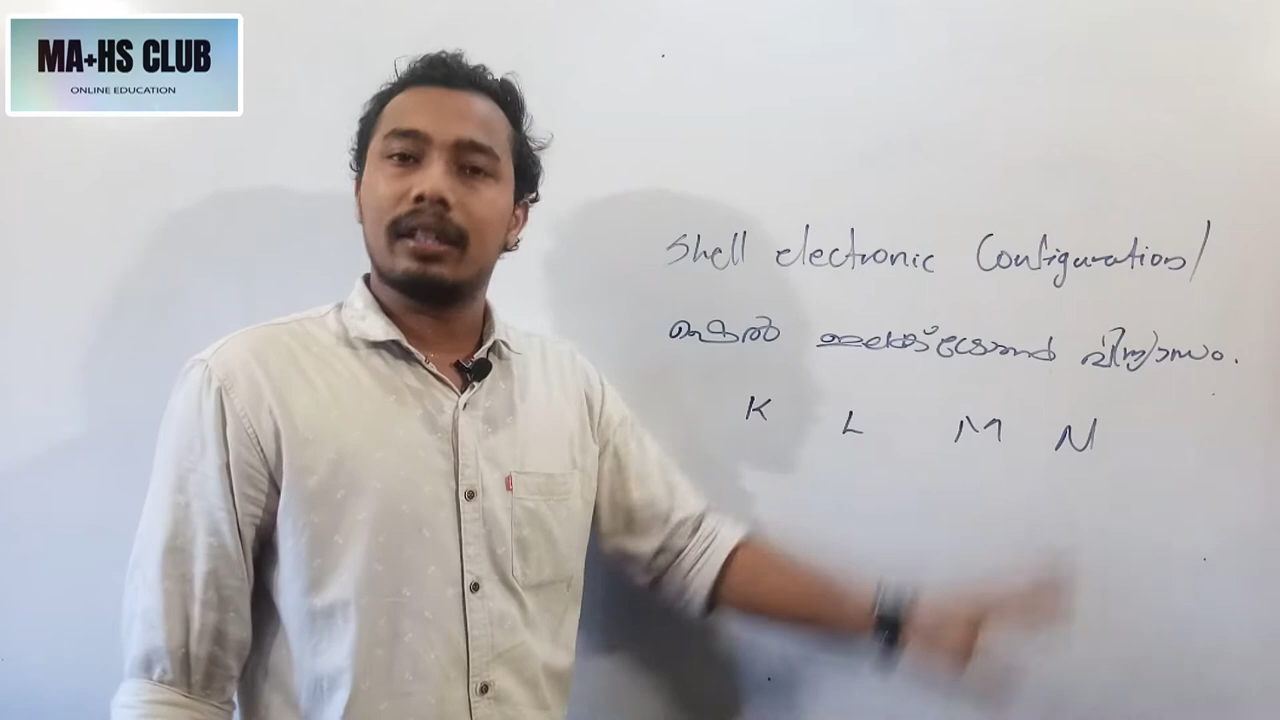 MA+HS CLUB
ONLINE EDUCATION
Shell electronic Configuration/
ഷെൽ ഇലക്ട്രോൺ വിന്യാസം.
K L M N